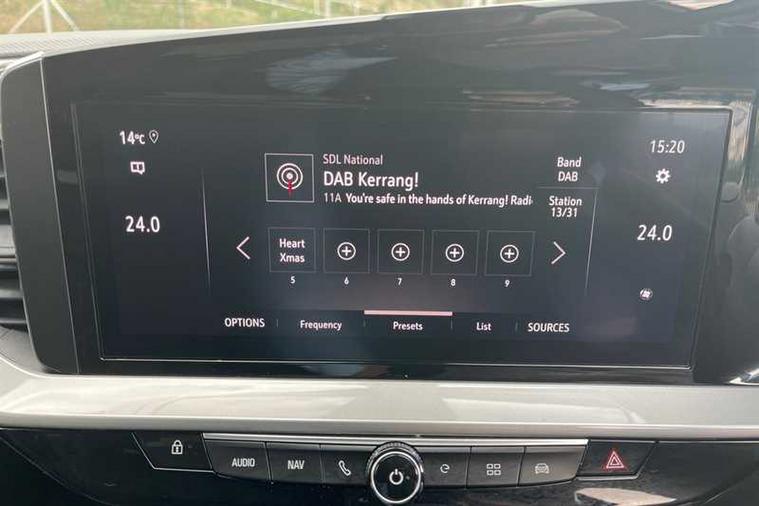 14°C
15:20
SDL National
DAB Kerrang!
11A You're safe in the hands of Kerrang! Radi
Band
DAB
Station
13/31
24.0
24.0
Heart
Xmas
5
6
7
8
9
OPTIONS
Frequency
Presets
List
SOURCES
AUDIO
NAV